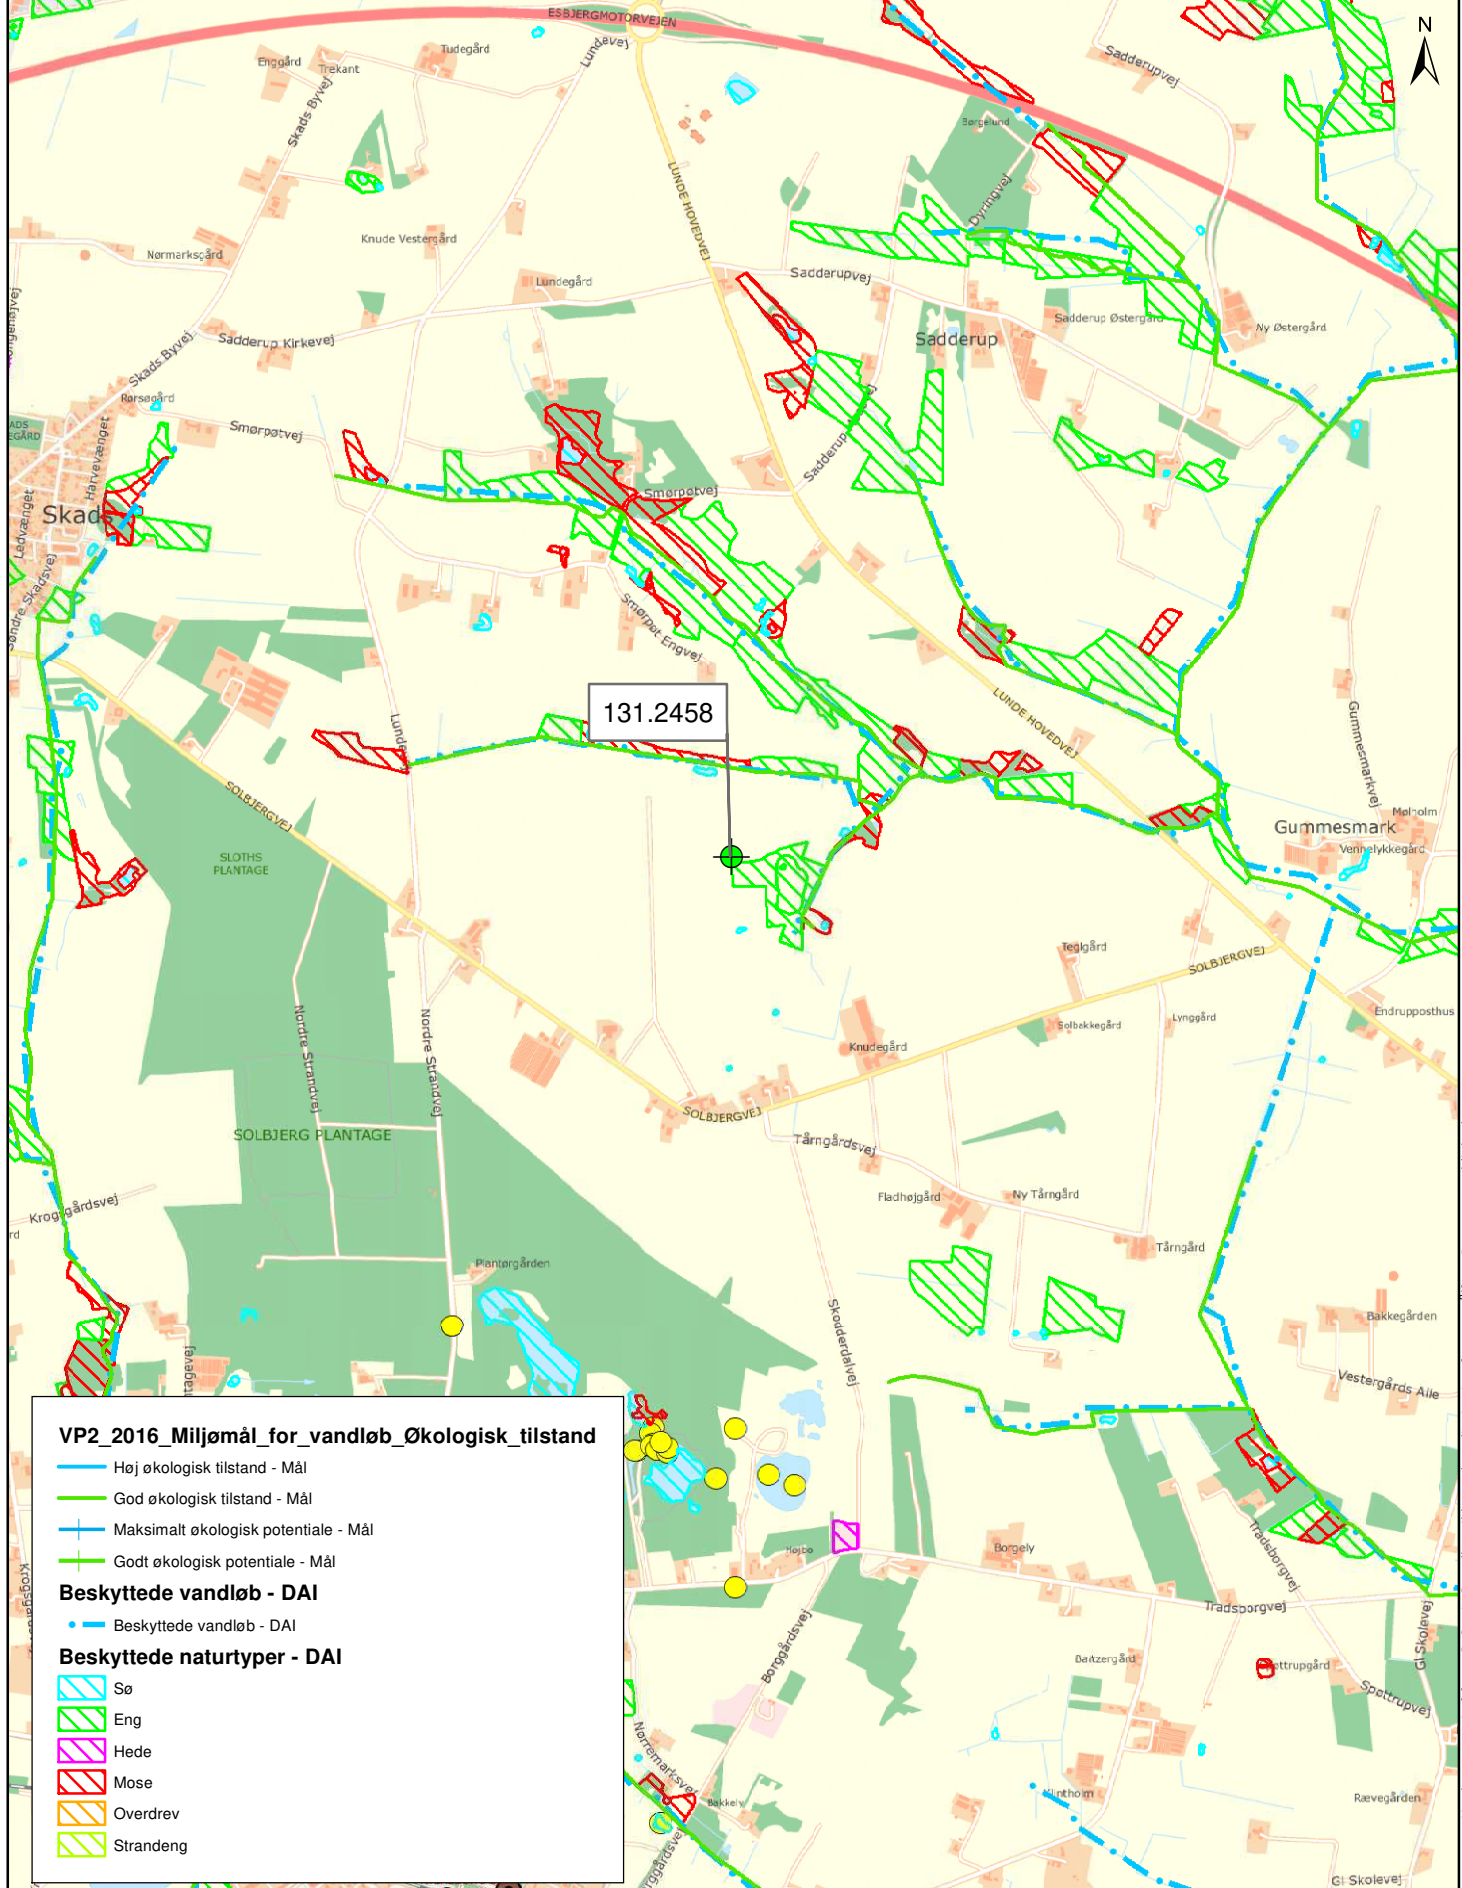 ESBJERGMOTORVEJEN
N
Tudegård
Enggård
Trekant
Lundevej
Sadderupvej
Skads Byvej
Børgelund
LUNDE HOVEDVEJ
Dyringvej
Knude Vestergård
Nørmarksgård
Lundegård
Sadderupvej
Sadderup Østergård
Ny Østergård
Sadderup
Sadderup Kirkevej
Skads Byvej
Rørsøgård
Smørpøtvej
Harvevænget
Ledvænget
Skads
Søndre Skadsvej
Smørpøtvej
Smørpøt Engvej
131.2458
LUNDE HOVEDVEJ
Gummesmarkvej
Mølholm
Gummesmark
Vennelykkegård
SOLBJERGVEJ
SLOTHS
PLANTAGE
Teglgård
SOLBJERGVEJ
Endrupposthus
Solbakkegård
Lynggård
Knudegård
Nordre Strandvej
Nordre Strandvej
SOLBJERGVEJ
SOLBJERG PLANTAGE
Tårngårdsvej
Fladhøjgård
Ny Tårngård
Tårngård
Krogsgårdsvej
Plantørgården
Skodderdalvej
Bakkegården
Vestergårds Alle
VP2_2016_Miljømål_for_vandløb_Økologisk_tilstand
Høj økologisk tilstand - Mål
God økologisk tilstand - Mål
Maksimalt økologisk potentiale - Mål
Godt økologisk potentiale - Mål
Beskyttede vandløb - DAI
Beskyttede vandløb - DAI
Beskyttede naturtyper - DAI
Sø
Eng
Hede
Mose
Overdrev
Strandeng
Højbo
Borgely
Tradsborgvej
Tradsborgvej
Borggårdsvej
Gl Skolevej
Spøttrupvej
Nørremarksvej
Bakkely
Rævegården
Gl Skolevej